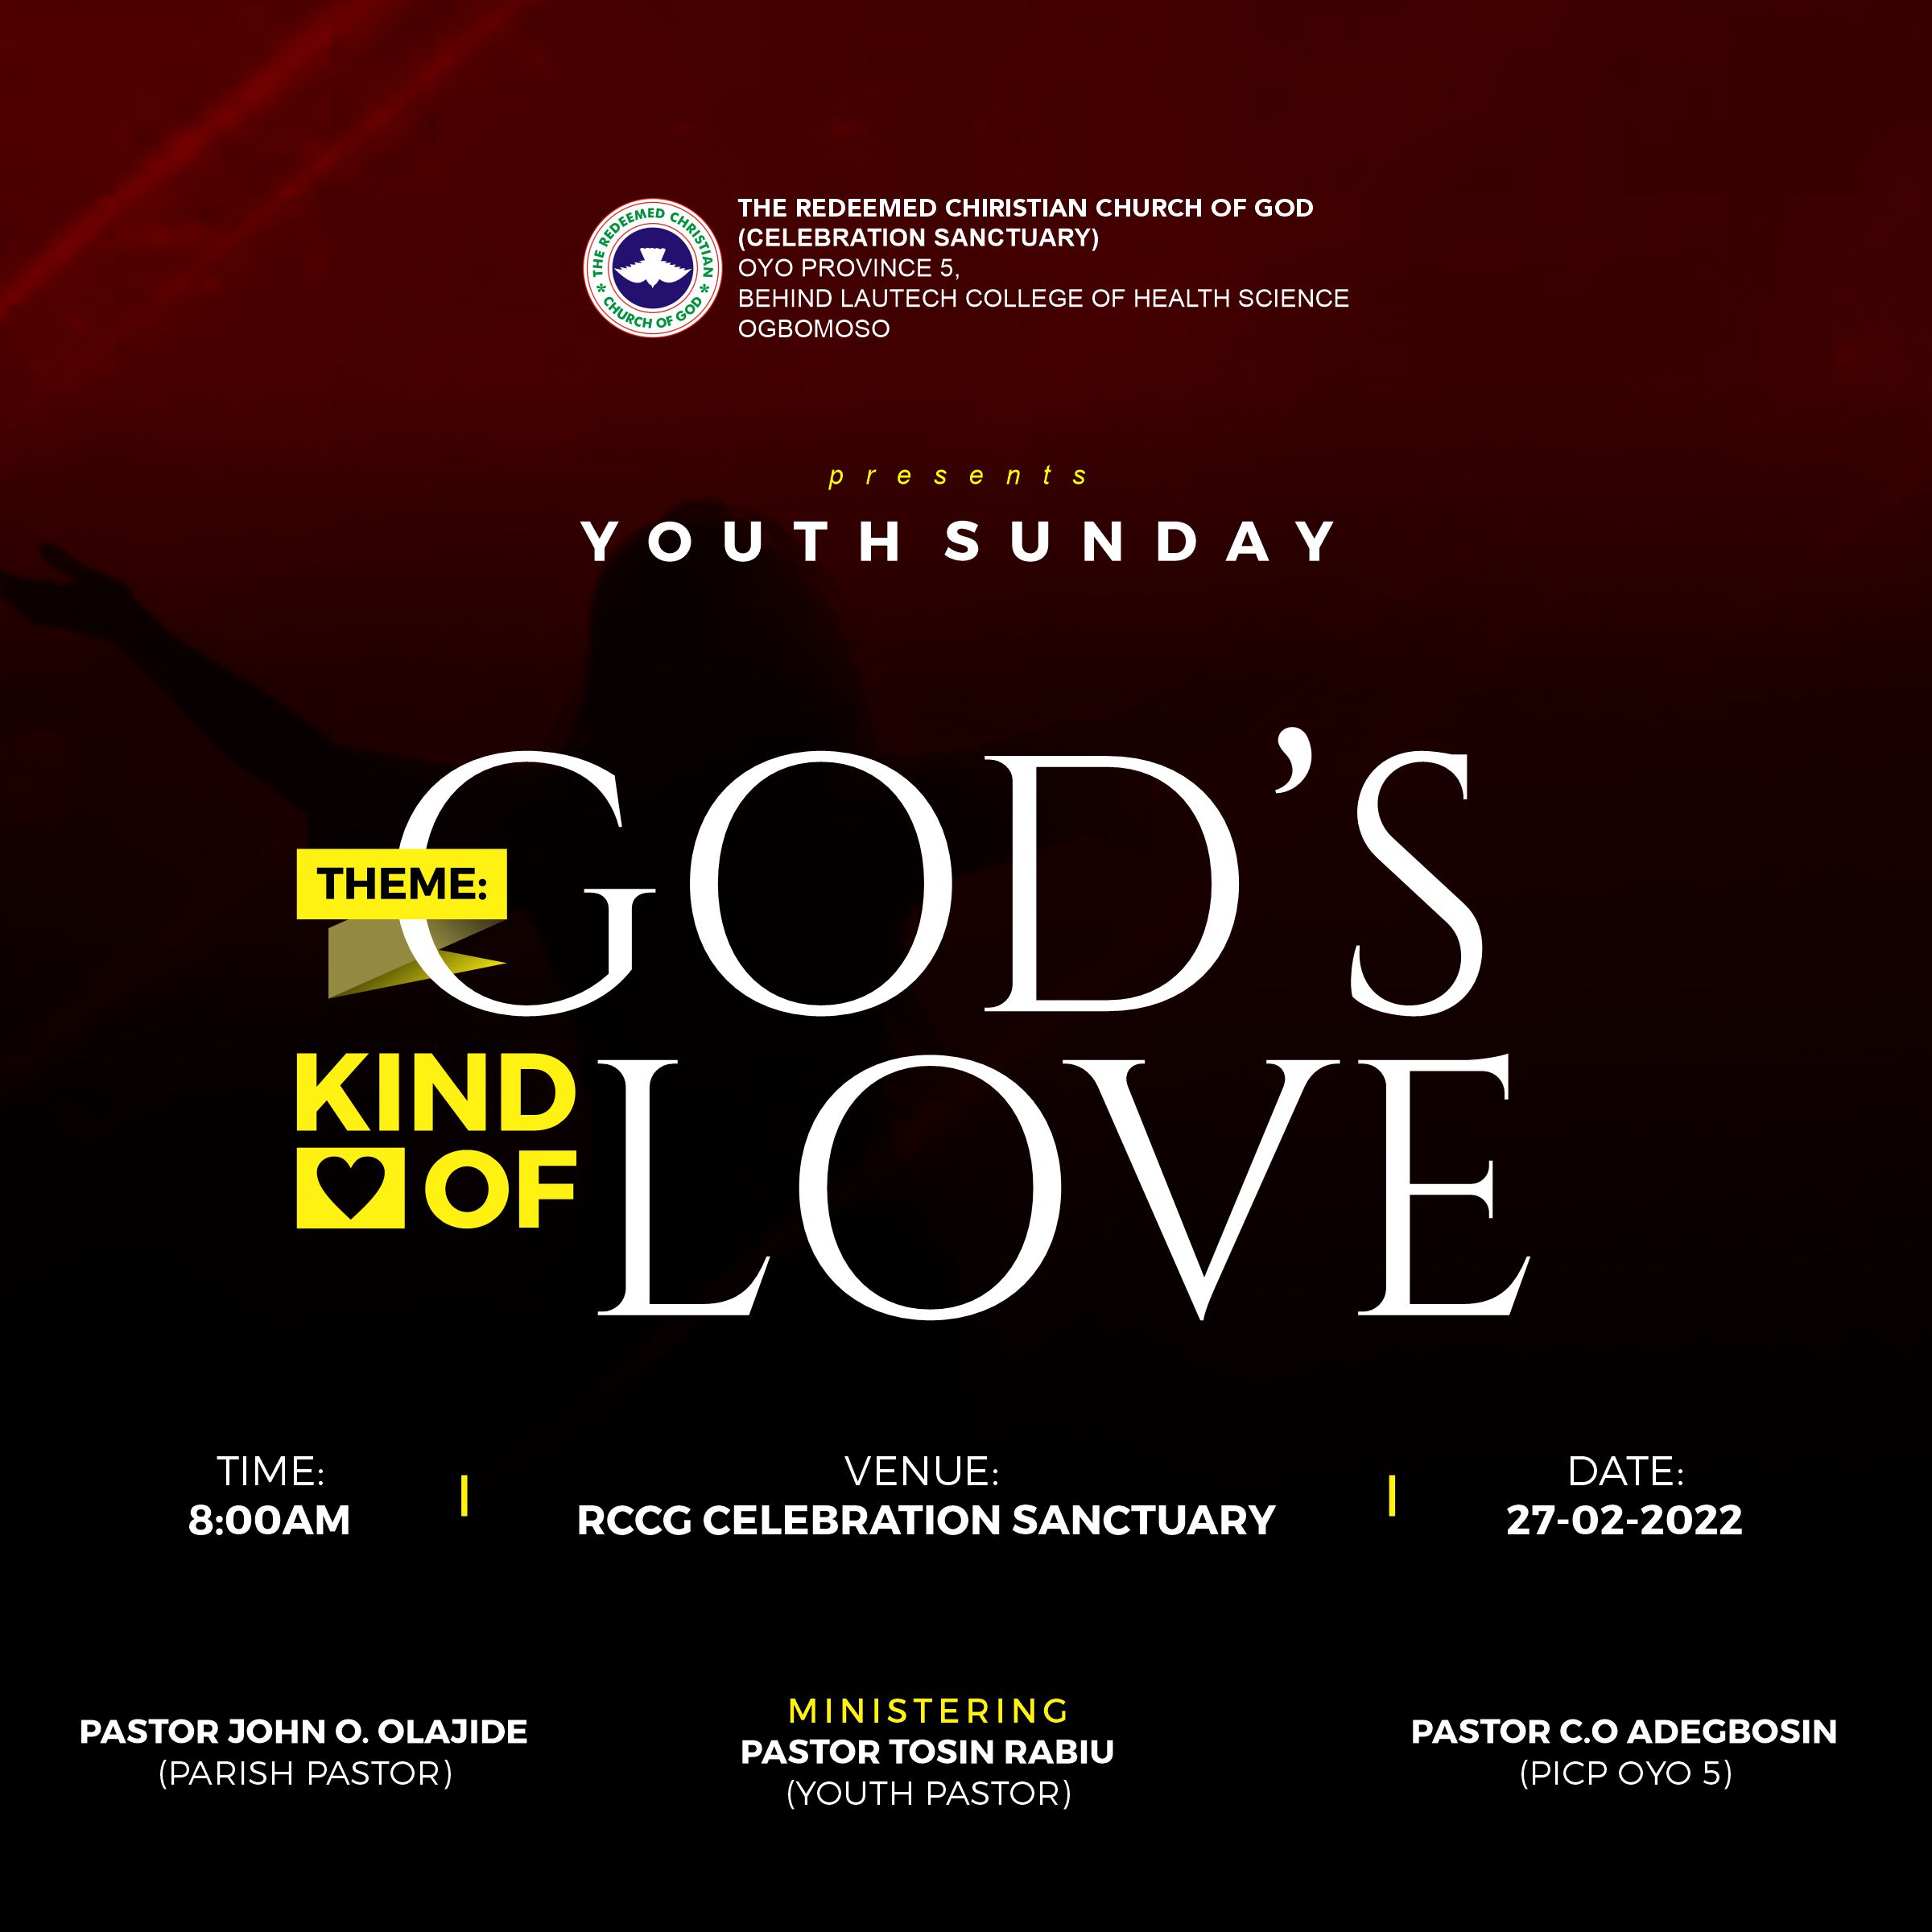 THE REDEEMED CHRISTIAN CHURCH OF GOD
THE REDEEMED CHIRISTIAN CHURCH OF GOD
(CELEBRATION SANCTUARY)
OYO PROVINCE 5,
BEHIND LAUTECH COLLEGE OF HEALTH SCIENCE
OGBOMOSO
presents
YOUTH SUNDAY
THEME:
GOD'S
KIND
OF
LOVE
TIME:
8:00AM
VENUE:
RCCG CELEBRATION SANCTUARY
DATE:
27-02-2022
PASTOR JOHN O. OLAJIDE
(PARISH PASTOR)
MINISTERING
PASTOR TOSIN RABIU
(YOUTH PASTOR)
PASTOR C.O ADEGBOSIN
(PICP OYO 5)